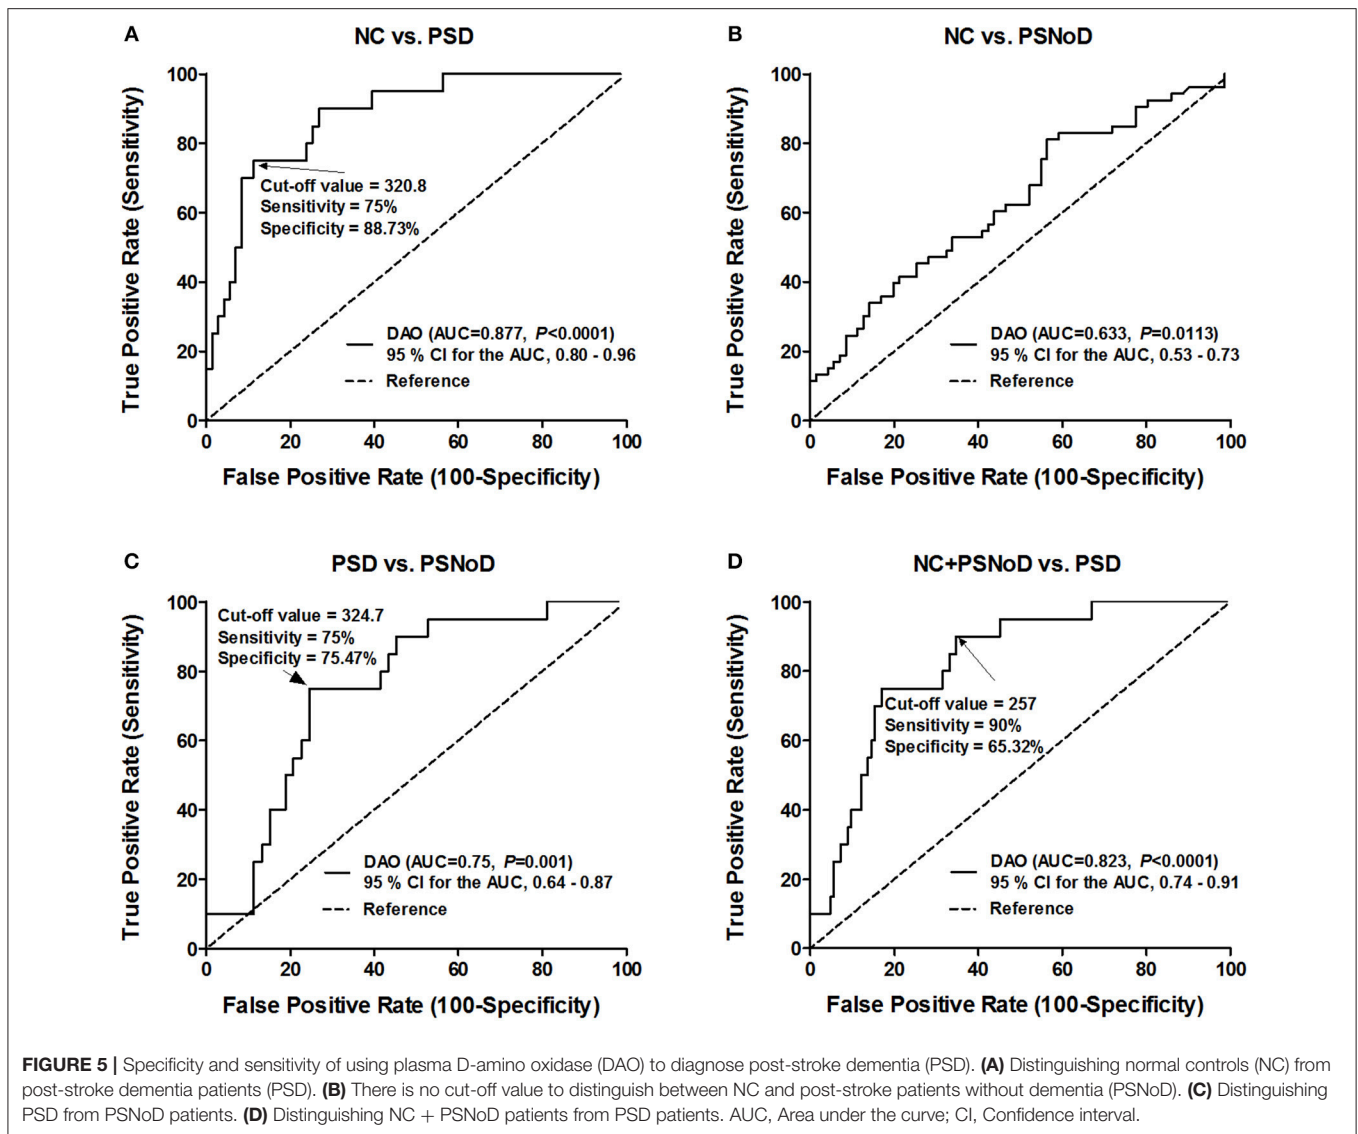 A
NC vs. PSD
True Positive Rate (Sensitivity)
100
80
60
40
20
0
Cut-off value = 320.8
Sensitivity = 75%
Specificity = 88.73%
DAO (AUC=0.877, P<0.0001)
95 % CI for the AUC, 0.80 - 0.96
Reference
0 20 40 60 80 100
False Positive Rate (100-Specificity)
B
NC vs. PSNoD
True Positive Rate (Sensitivity)
100
80
60
40
20
0
DAO (AUC=0.633, P=0.0113)
95 % CI for the AUC, 0.53 - 0.73
Reference
0 20 40 60 80 100
False Positive Rate (100-Specificity)
C
PSD vs. PSNoD
True Positive Rate (Sensitivity)
100
80
60
40
20
0
Cut-off value = 324.7
Sensitivity = 75%
Specificity = 75.47%
DAO (AUC=0.75, P=0.001)
95 % CI for the AUC, 0.64 - 0.87
Reference
0 20 40 60 80 100
False Positive Rate (100-Specificity)
D
NC+PSNoD vs. PSD
True Positive Rate (Sensitivity)
100
80
60
40
20
0
Cut-off value = 257
Sensitivity = 90%
Specificity = 65.32%
DAO (AUC=0.823, P<0.0001)
95 % CI for the AUC, 0.74 - 0.91
Reference
0 20 40 60 80 100
False Positive Rate (100-Specificity)
FIGURE 5 | Specificity and sensitivity of using plasma D-amino oxidase (DAO) to diagnose post-stroke dementia (PSD). (A) Distinguishing normal controls (NC) from
post-stroke dementia patients (PSD). (B) There is no cut-off value to distinguish between NC and post-stroke patients without dementia (PSNoD). (C) Distinguishing
PSD from PSNoD patients. (D) Distinguishing NC + PSNoD patients from PSD patients. AUC, Area under the curve; CI, Confidence interval.